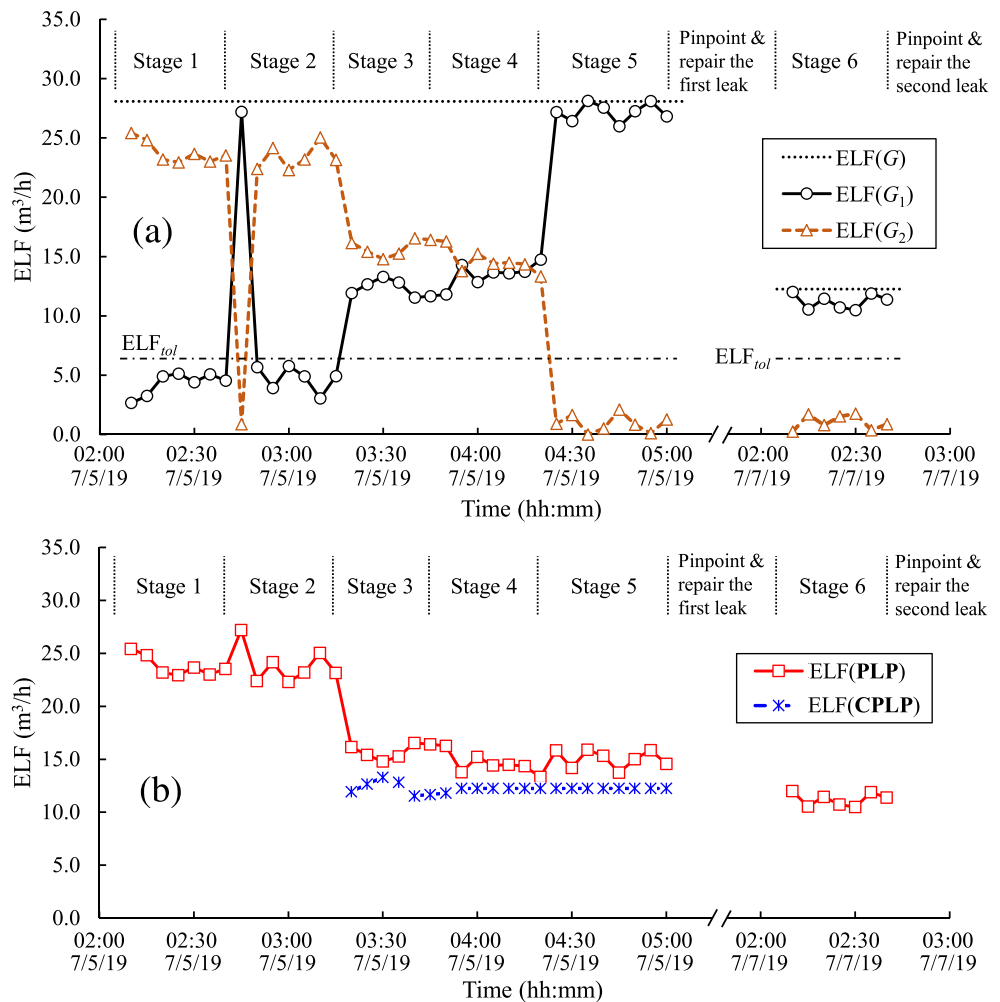 35.0
30.0
25.0
20.0
15.0
10.0
5.0
0.0
ELF (m³/h)
Stage 1
Stage 2
Stage 3
Stage 4
Stage 5
Pinpoint &
repair the
first leak
Stage 6
Pinpoint &
repair the
second leak
(a)
ELF(G)
ELF(G₁)
ELF(G₂)
ELFtol
ELFtol
02:00 02:30 03:00 03:30 04:00 04:30 05:00 02:00 02:30 03:00
7/5/19 7/5/19 7/5/19 7/5/19 7/5/19 7/5/19 7/5/19 7/7/19 7/7/19 7/7/19
Time (hh:mm)
35.0
30.0
25.0
20.0
15.0
10.0
5.0
0.0
ELF (m³/h)
Stage 1
Stage 2
Stage 3
Stage 4
Stage 5
Pinpoint &
repair the
first leak
Stage 6
Pinpoint &
repair the
second leak
(b)
ELF(PLP)
ELF(CPLP)
02:00 02:30 03:00 03:30 04:00 04:30 05:00 02:00 02:30 03:00
7/5/19 7/5/19 7/5/19 7/5/19 7/5/19 7/5/19 7/5/19 7/7/19 7/7/19 7/7/19
Time (hh:mm)